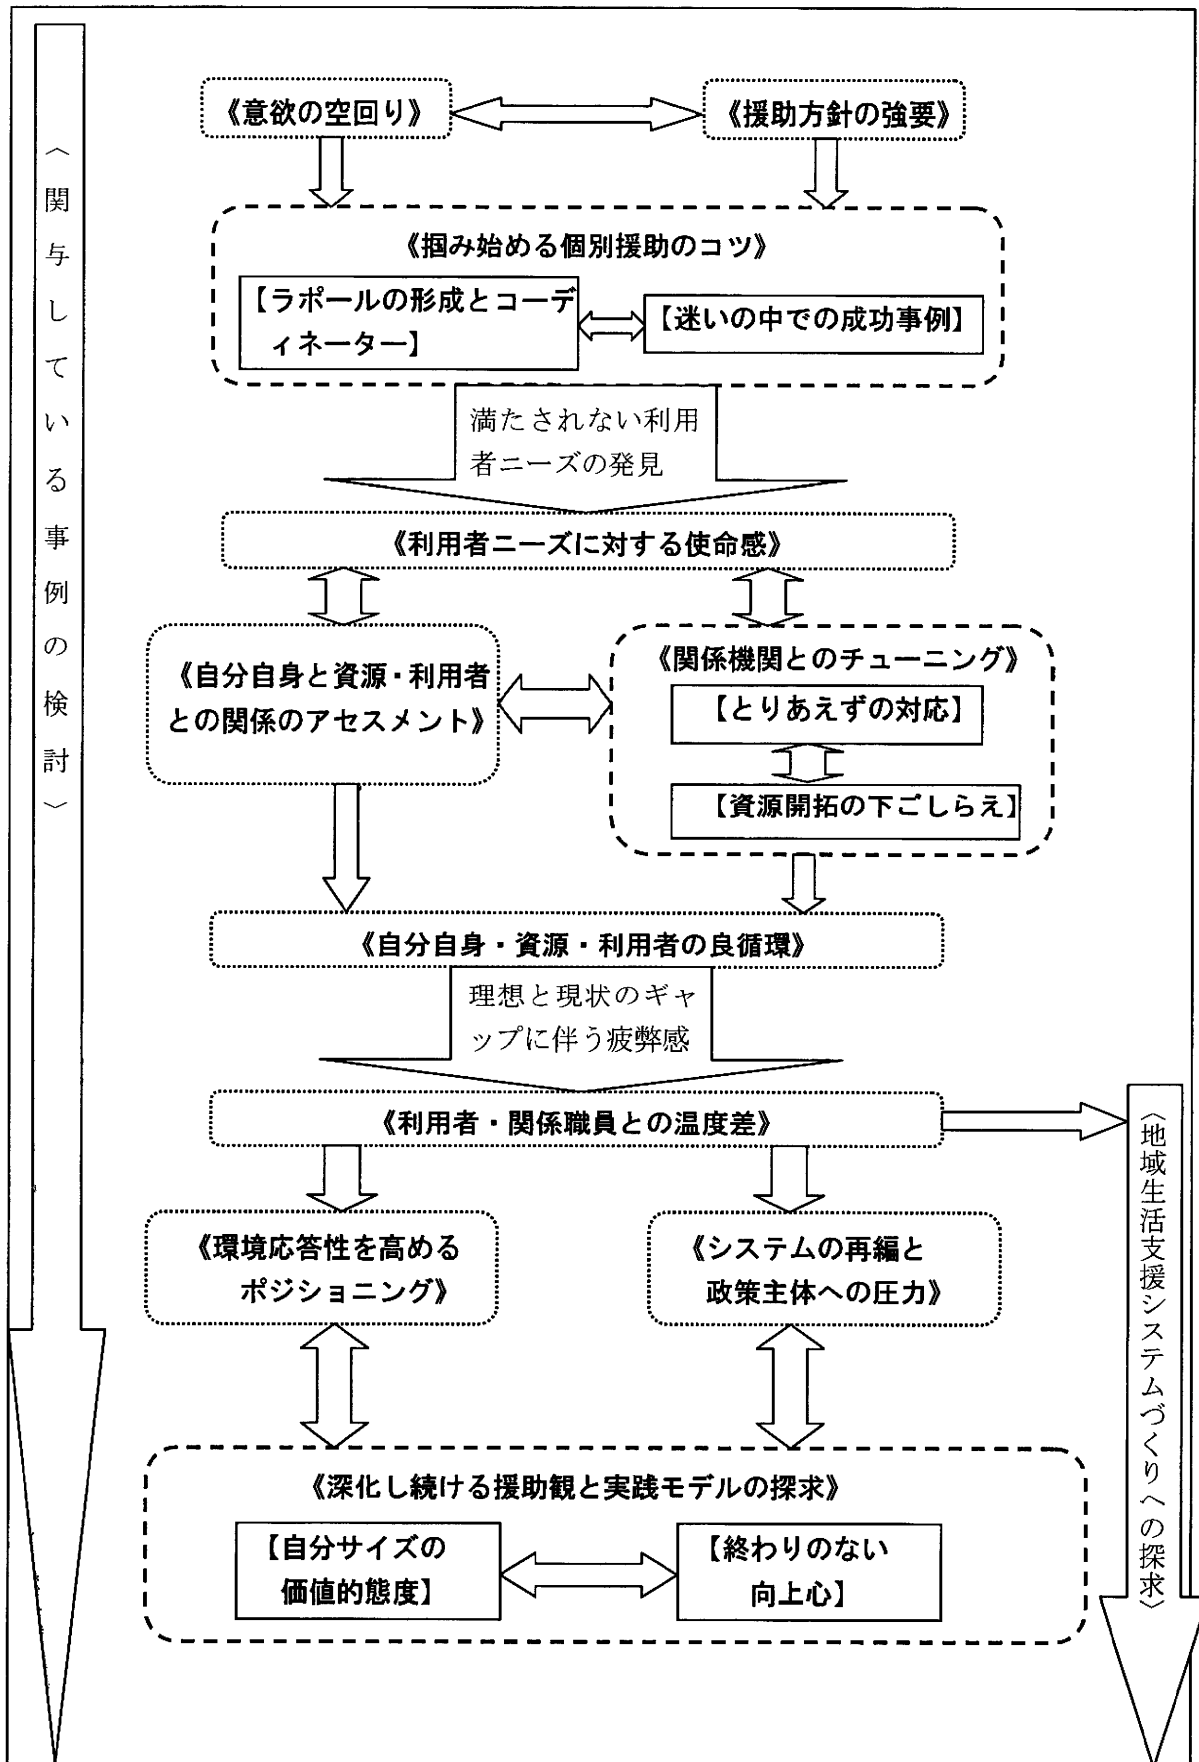 〈関与している事例の検討〉
《意欲の空回り》
《援助方針の強要》
《掴み始める個別援助のコツ》
【ラポールの形成とコーデ
ィネーター】
【迷いの中での成功事例】
満たされない利用
者ニーズの発見
《利用者ニーズに対する使命感》
《自分自身と資源・利用者
との関係のアセスメント》
《関係機関とのチューニング》
【とりあえずの対応】
【資源開拓の下ごしらえ】
《自分自身・資源・利用者の良循環》
理想と現状のギャ
ップに伴う疲弊感
《利用者・関係職員との温度差》
〈地域生活支援システムづくりへの探求〉
《環境応答性を高める
ポジショニング》
《システムの再編と
政策主体への圧力》
《深化し続ける援助観と実践モデルの探求》
【自分サイズの
価値的態度】
【終わりのない
向上心】